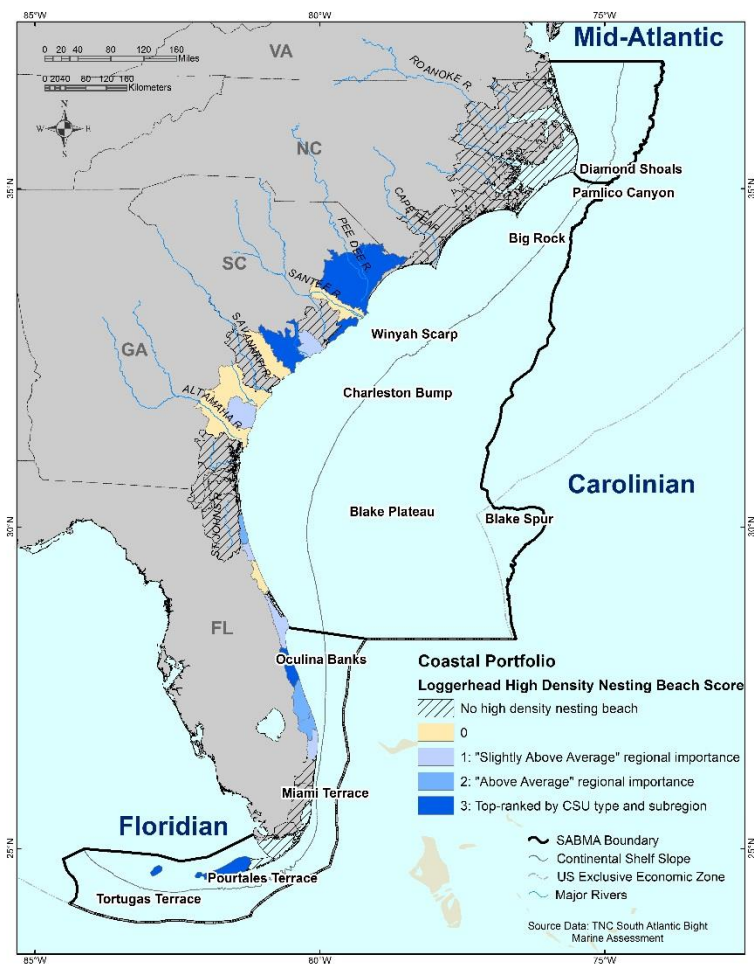 85°W
80°W
75°W
Mid-Atlantic
0 20 40 80 120 160
Miles
0 20 40 80 120 160
Kilometers
VA
ROANOKE R.
N
W E
S
NC
Diamond Shoals
35°N
Pamlico Canyon
35°N
CAPE FEAR R.
PEE DEE R.
Big Rock
SC
SANTEE R.
Winyah Scarp
SAVANNAH R.
GA
Charleston Bump
ALTAMAHA R.
Carolinian
Blake Plateau
Blake Spur
30°N
30°N
ST JOHNS R.
FL
Oculina Banks
Coastal Portfolio
Loggerhead High Density Nesting Beach Score
No high density nesting beach
0
1: "Slightly Above Average" regional importance
2: "Above Average" regional importance
3: Top-ranked by CSU type and subregion
Miami Terrace
Floridian
25°N
25°N
Pourtales Terrace
Tortugas Terrace
SABMA Boundary
Continental Shelf Slope
US Exclusive Economic Zone
Major Rivers
Source Data: TNC South Atlantic Bight
Marine Assessment
85°W
80°W
75°W